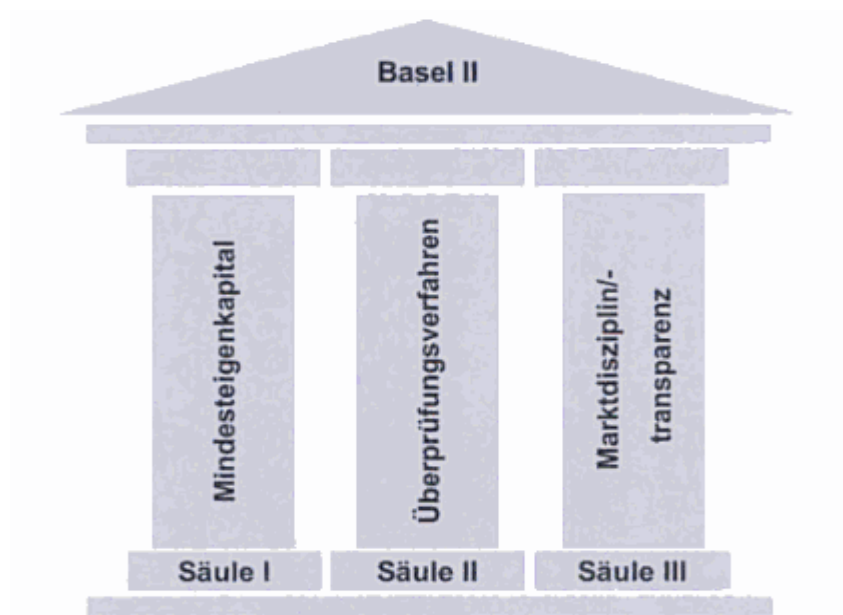 Basel II
Mindesteigenkapital
Überprüfungsverfahren
Marktdisziplin/-
transparenz
Säule I
Säule II
Säule III